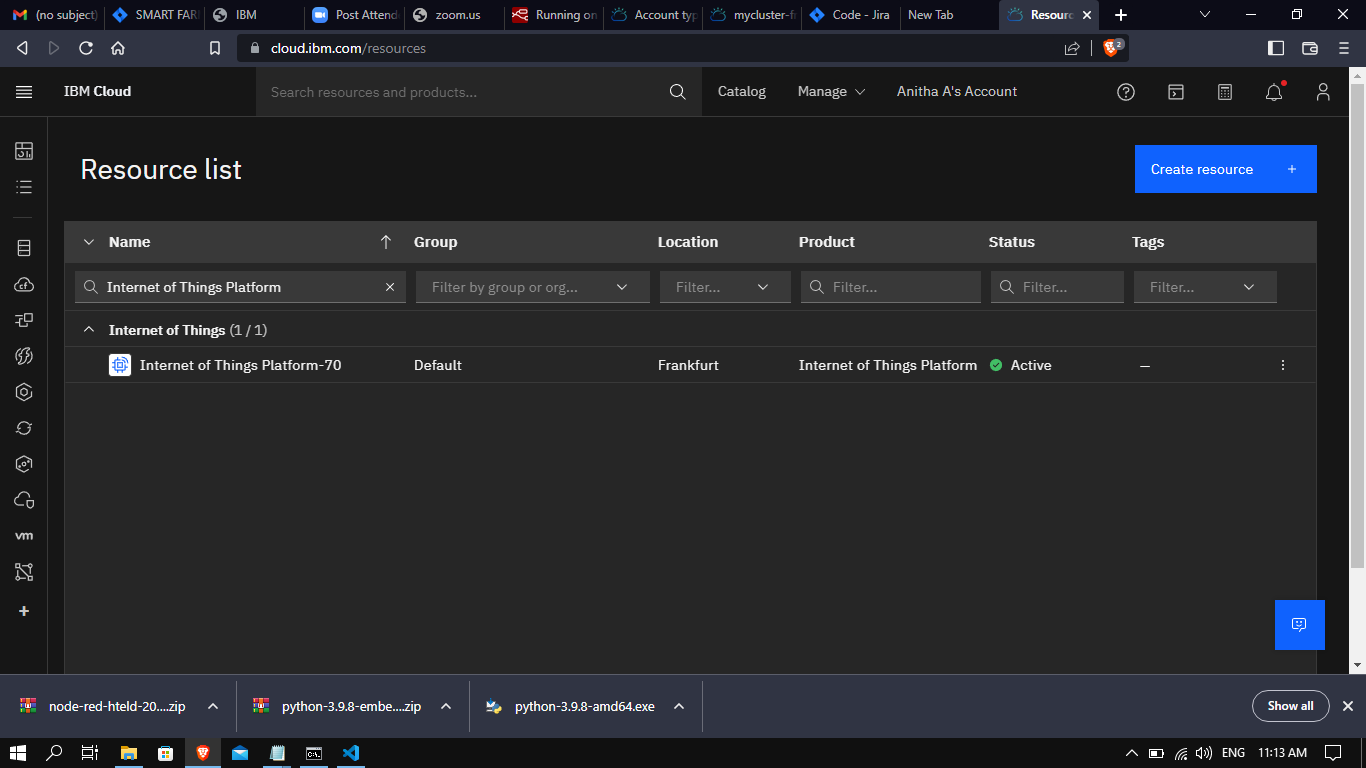 (no subject)
SMART FAR
IBM
Post Attend
zoom.us
Running on
Account typ
mycluster-fr
Code - Jira
New Tab
Resourc
cloud.ibm.com/resources
2
IBM Cloud
Search resources and products...
Catalog
Manage
Anitha A's Account
Resource list
Create resource +
Name
Group
Location
Product
Status
Tags
Internet of Things Platform
Filter by group or org...
Filter...
Filter...
Filter...
Filter...
Internet of Things (1 / 1)
Internet of Things Platform-70
Default
Frankfurt
Internet of Things Platform
Active
—
cf
vm
node-red-hteld-20....zip
python-3.9.8-embe....zip
python-3.9.8-amd64.exe
Show all
ENG
11:13 AM